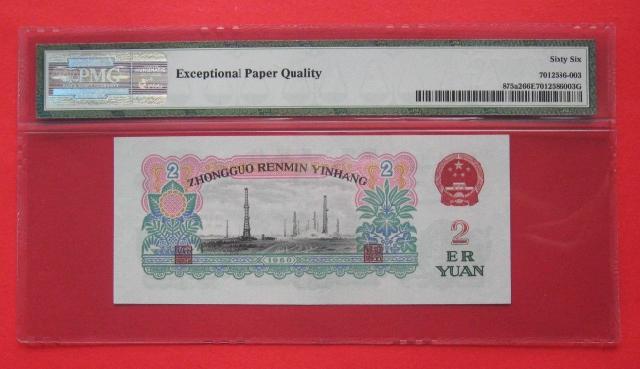 PMG
Exceptional Paper Quality
Sixty Six
7012586-003
875a266E7012586003G
ZHONGGUO RENMIN YINHANG
2
2
1960
2
ER
YUAN